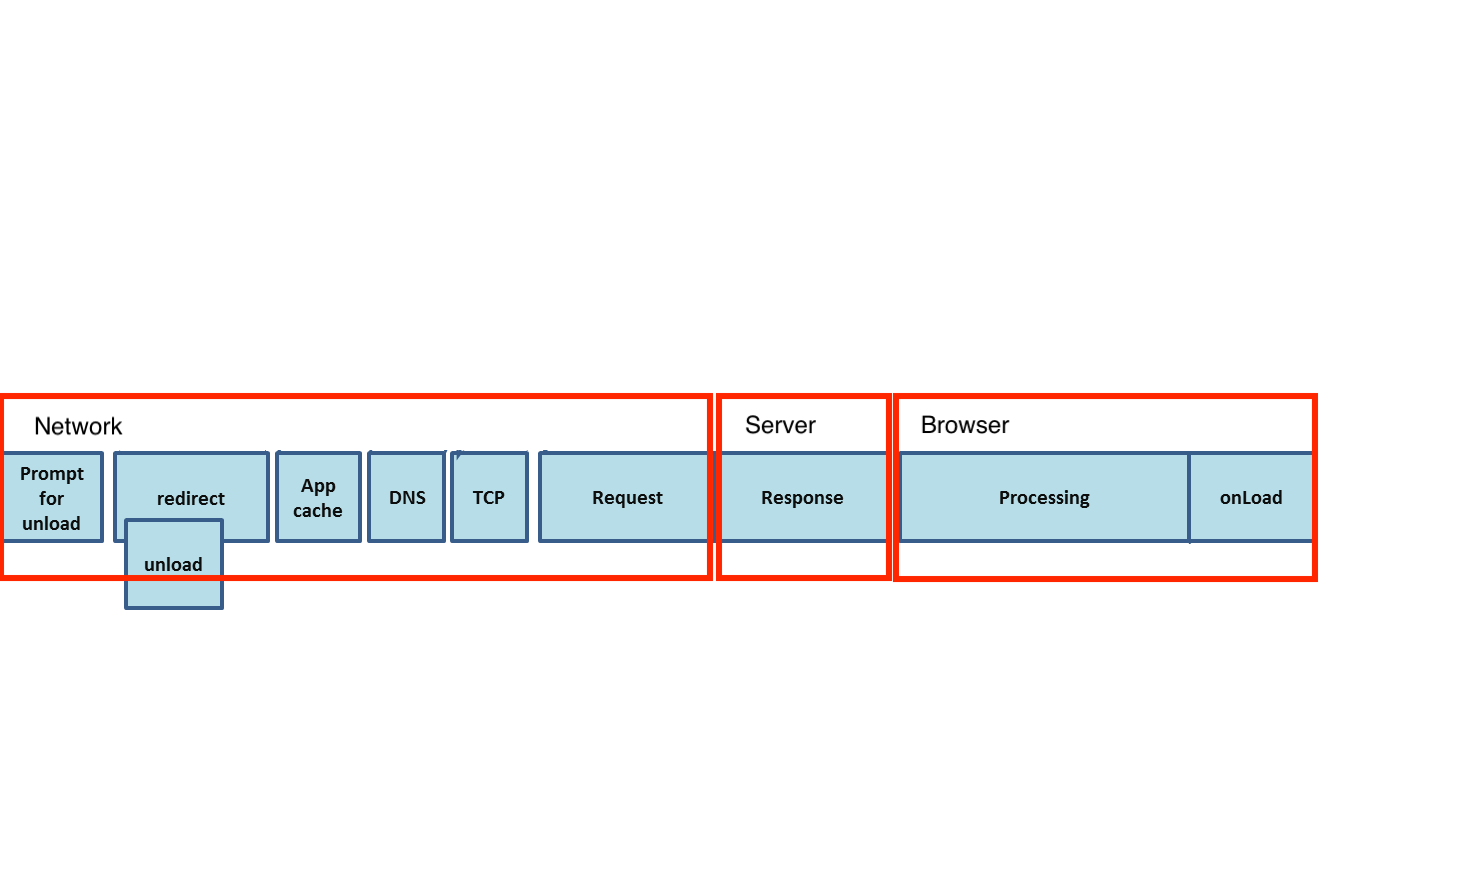 Network
Server
Browser
Prompt
for
unload
redirect
App
cache
DNS
TCP
Request
Response
Processing
onLoad
unload